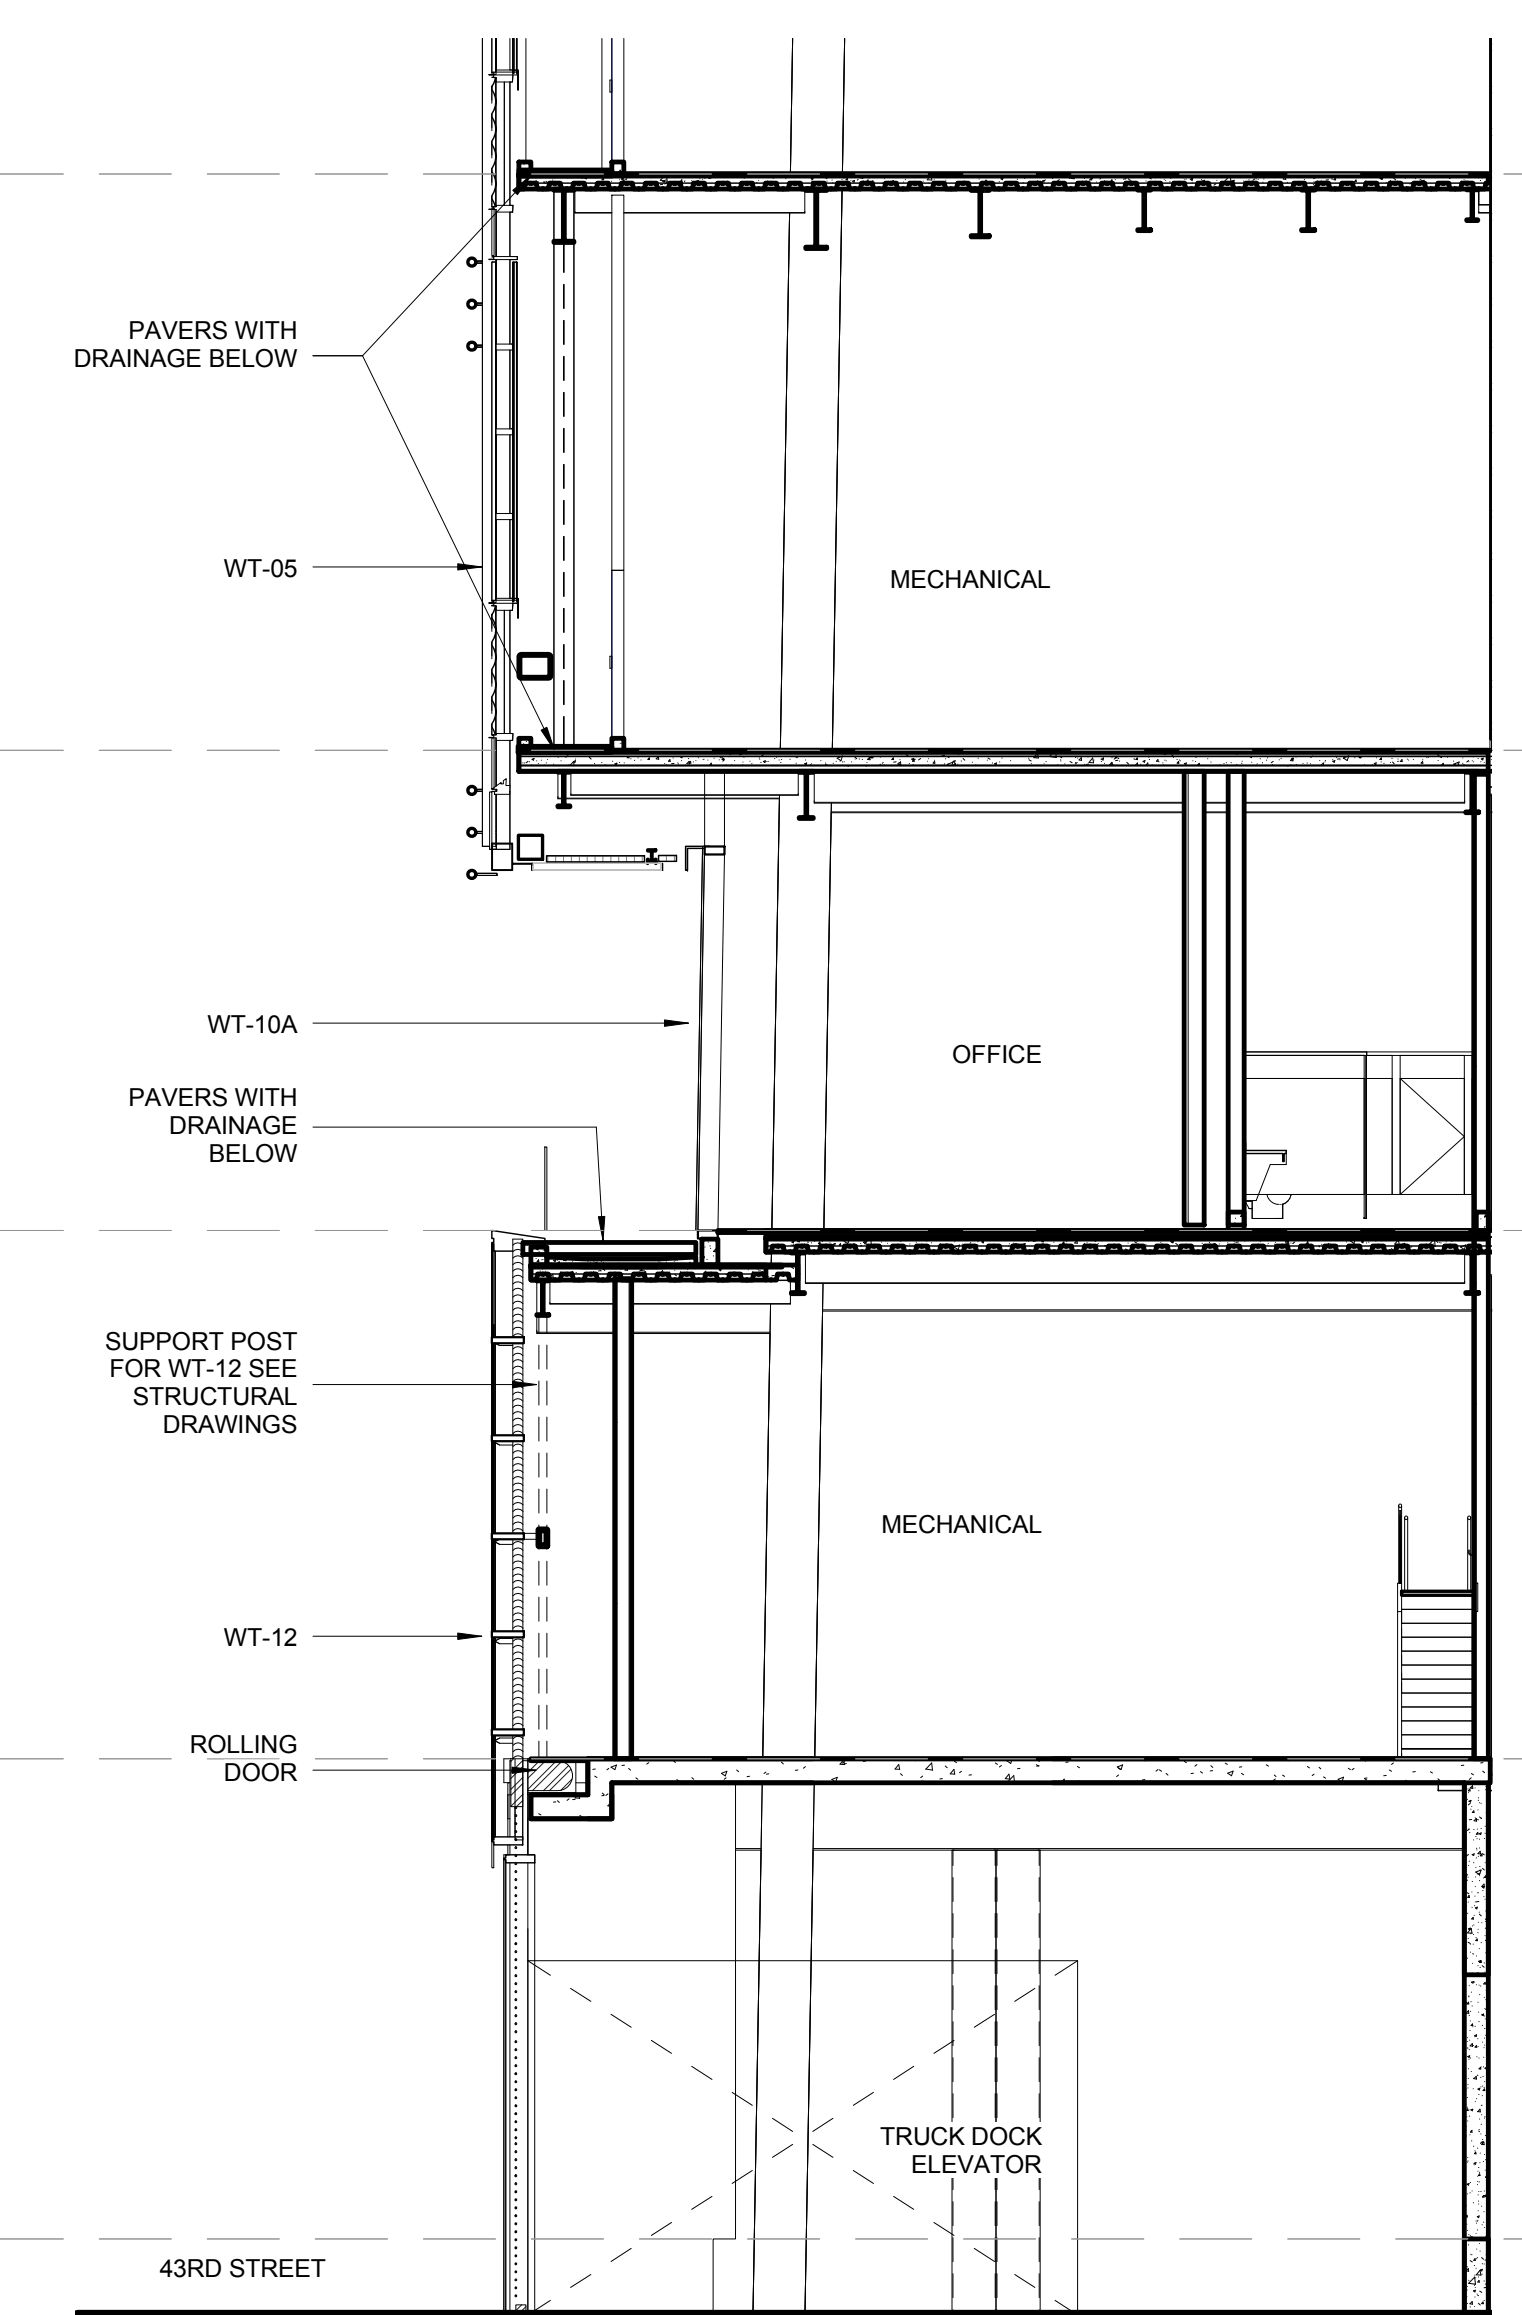 PAVERS WITH
DRAINAGE BELOW
WT-05
MECHANICAL
WT-10A
OFFICE
PAVERS WITH
DRAINAGE
BELOW
SUPPORT POST
FOR WT-12 SEE
STRUCTURAL
DRAWINGS
MECHANICAL
WT-12
ROLLING
DOOR
TRUCK DOCK
ELEVATOR
43RD STREET